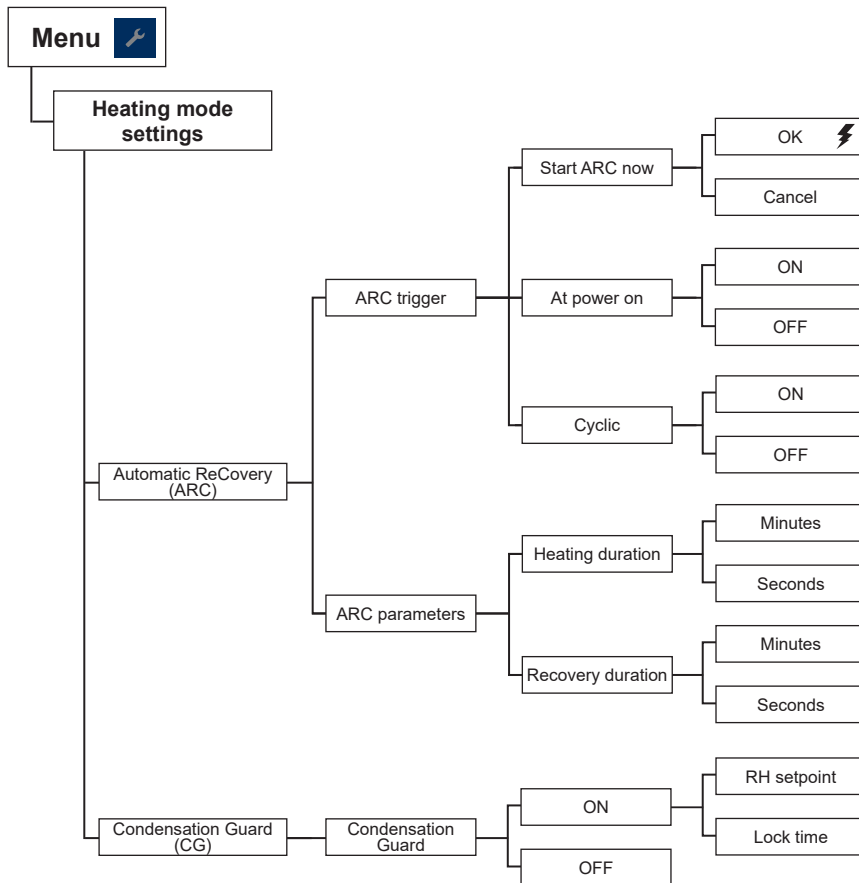 Menu
Heating mode
settings
OK
Start ARC now
Cancel
ON
ARC trigger
At power on
OFF
ON
Cyclic
OFF
Automatic ReCovery
(ARC)
Minutes
Heating duration
Seconds
ARC parameters
Minutes
Recovery duration
Seconds
RH setpoint
ON
Condensation Guard
(CG)
Condensation
Guard
Lock time
OFF